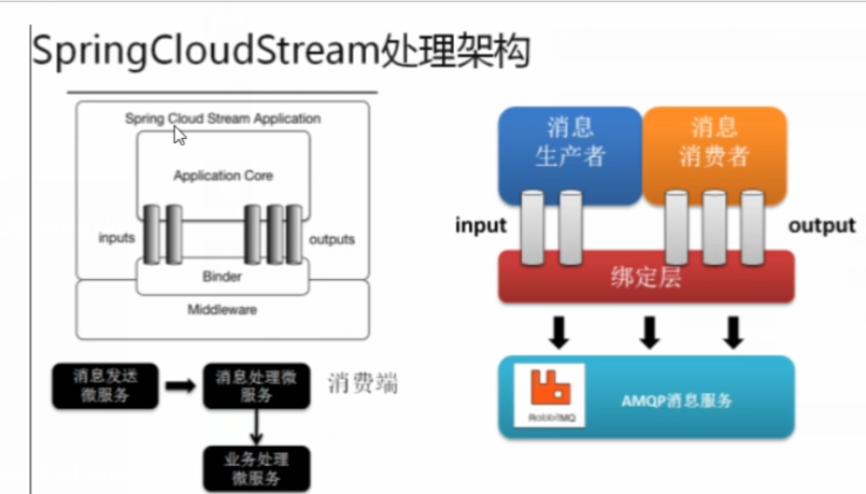 SpringCloudStream处理架构
Spring Cloud Stream Application
Application Core
inputs
outputs
Binder
Middleware
消息发送
微服务
消息处理微
服务
消费端
业务处理
微服务
消息
生产者
消息
消费者
input
output
绑定层
RabbitMQ
AMQP消息服务